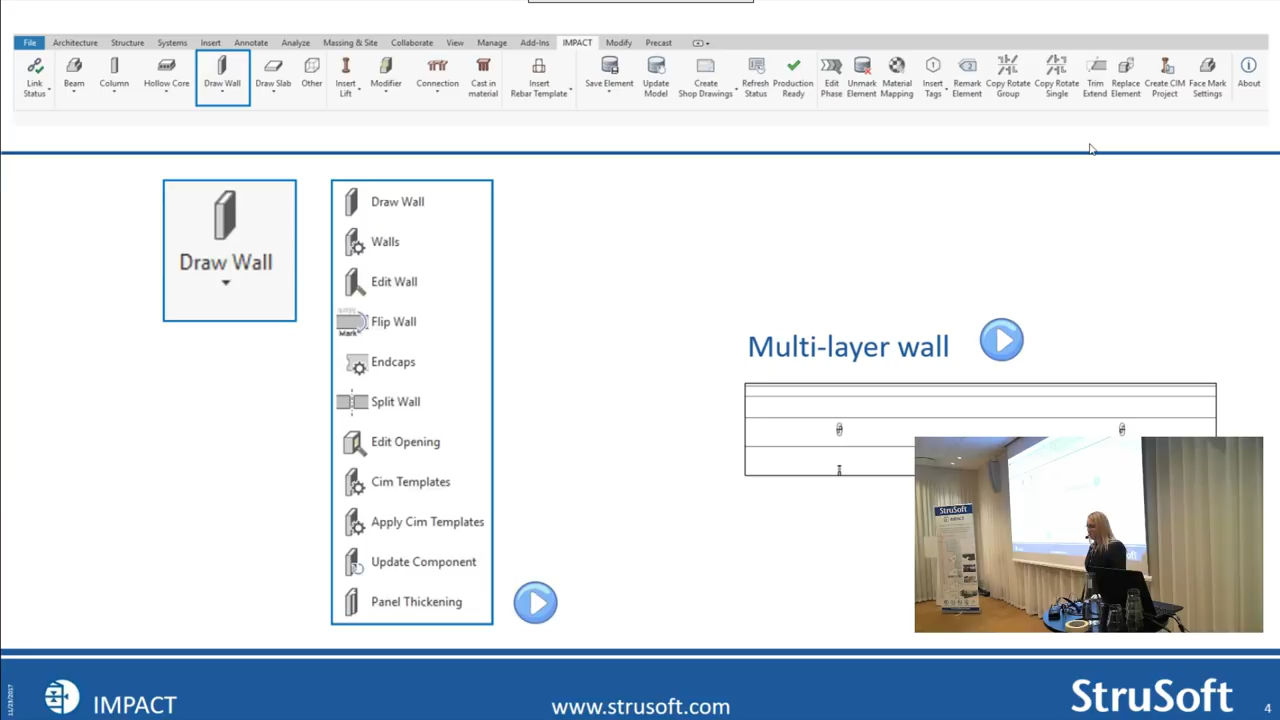 File Architecture Structure Systems Insert Annotate Analyze Massing & Site Collaborate View Manage Add-Ins IMPACT Modify Precast
Link Status
Beam
Column
Hollow Core
Draw Wall
Draw Slab
Other
Insert Lift
Modifier
Connection
Cast in material
Insert Rebar Template
Save Element
Update Model
Create Shop Drawings
Refresh Status
Production Ready
Edit Phase
Unmark Element
Material Mapping
Insert Tags
Remark Element
Copy Rotate Group
Copy Rotate Single
Trim Extend
Replace Element
Create CIM Project
Face Mark Settings
About
Draw Wall
Draw Wall
Walls
Edit Wall
Flip Wall
Mark
Endcaps
Split Wall
Edit Opening
Cim Templates
Apply Cim Templates
Update Component
Panel Thickening
Multi-layer wall
StruSoft
IMPACT
11/23/2017
IMPACT
www.strusoft.com
StruSoft
4